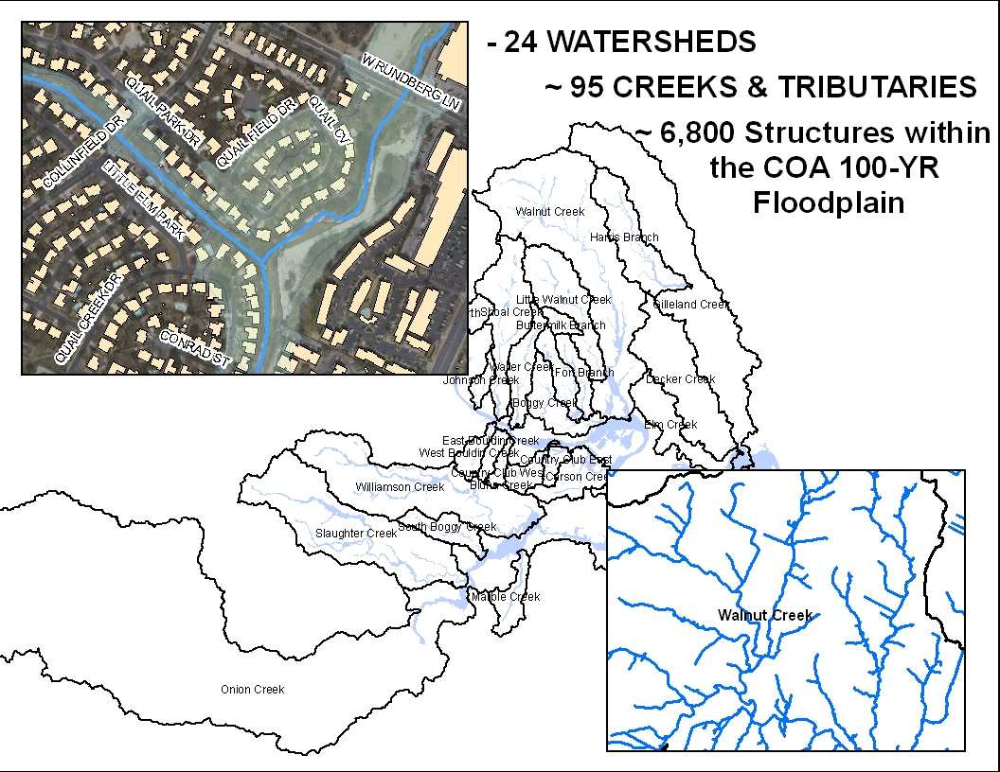 - 24 WATERSHEDS
~ 95 CREEKS & TRIBUTARIES
~ 6,800 Structures within
the COA 100-YR
Floodplain
W RUNDBERG LN
QUAIL PARK DR
QUAIL FIELD DR
QUAIL CV
COLLINFIELD DR
LITTLE ELM PARK
QUAIL CREEK DR
CONRAD ST
Walnut Creek
Harris Branch
Little Walnut Creek
Gilleland Creek
Shoal Creek
Buttermilk Branch
Waller Creek
Fort Branch
Johnson Creek
Decker Creek
Boggy Creek
Elm Creek
East Bouldin Creek
West Bouldin Creek
Country Club East
Country Club West
Carson Cree
Blunn Creek
Williamson Creek
South Boggy Creek
Slaughter Creek
Marble Creek
Onion Creek
Walnut Creek